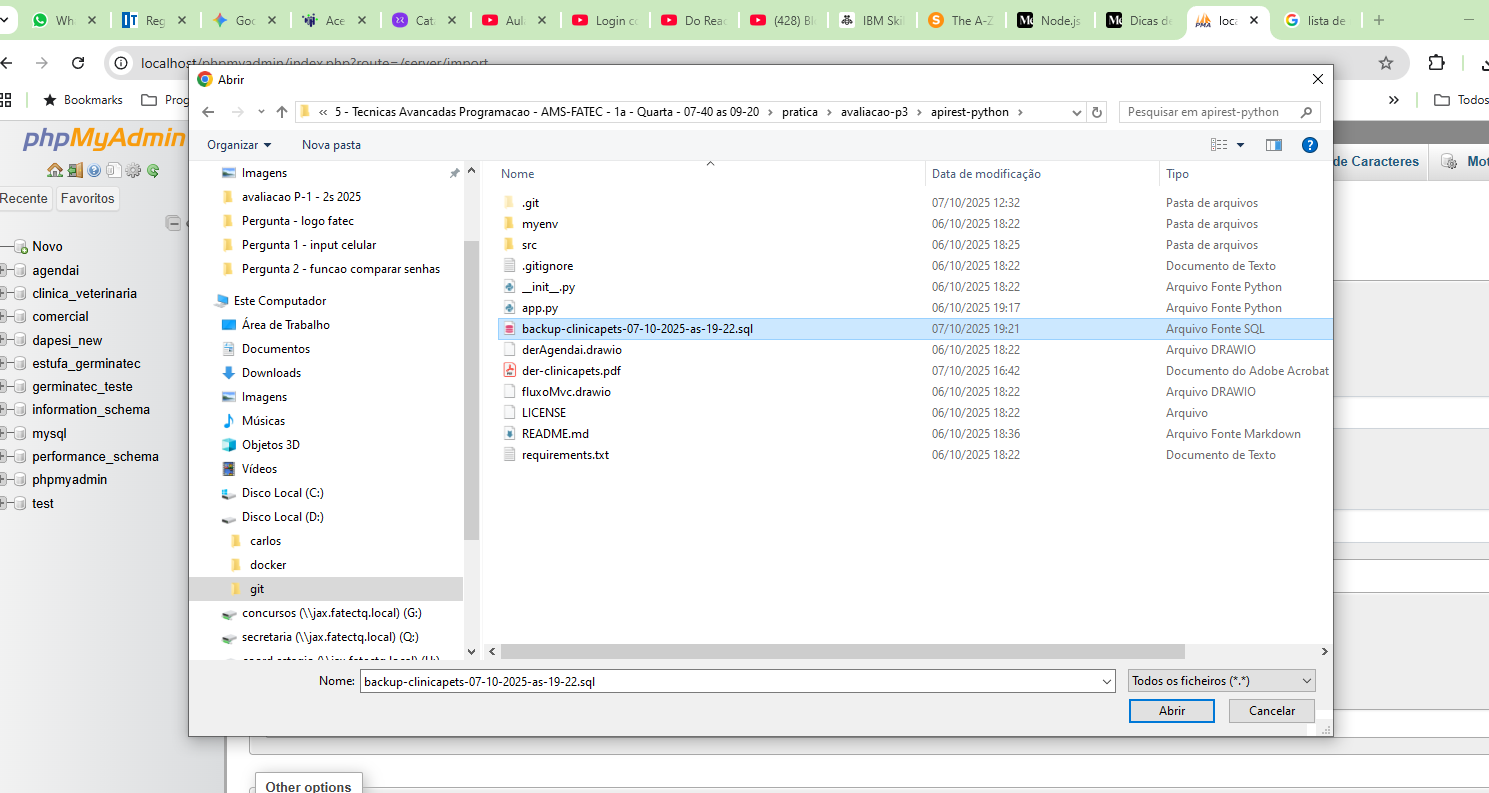 Wha
Reg
Goo
Ace
Cata
Aula
Login co
Do Rea
(428) Bl
IBM Skil
The A-Z
Node.js
Dicas de
loca
lista de
localhost/phpmyadmin/index.php?route=/server/import
Bookmarks
Prog
Todos
phpMyAdmin
Recente
Favoritos
Novo
agendai
clinica_veterinaria
comercial
dapesi_new
estufa_germinatec
germinatec_teste
information_schema
mysql
performance_schema
phpmyadmin
test
de Caracteres
Mot
Abrir
« 5 - Tecnicas Avancadas Programacao - AMS-FATEC - 1a - Quarta - 07-40 as 09-20 > pratica > avaliacao-p3 > apirest-python >
Pesquisar em apirest-python
Organizar
Nova pasta
Imagens
avaliacao P-1 - 2s 2025
Pergunta - logo fatec
Pergunta 1 - input celular
Pergunta 2 - funcao comparar senhas
Este Computador
Área de Trabalho
Documentos
Downloads
Imagens
Músicas
Objetos 3D
Vídeos
Disco Local (C:)
Disco Local (D:)
carlos
docker
git
concursos (\\jax.fatectq.local) (G:)
secretaria (\\jax.fatectq.local) (Q:)
Nome Data de modificação Tipo
.git 07/10/2025 12:32 Pasta de arquivos
myenv 06/10/2025 18:22 Pasta de arquivos
src 06/10/2025 18:25 Pasta de arquivos
.gitignore 06/10/2025 18:22 Documento de Texto
__init__.py 06/10/2025 18:22 Arquivo Fonte Python
app.py 06/10/2025 19:17 Arquivo Fonte Python
backup-clinicapets-07-10-2025-as-19-22.sql 07/10/2025 19:21 Arquivo Fonte SQL
derAgendai.drawio 06/10/2025 18:22 Arquivo DRAWIO
der-clinicapets.pdf 07/10/2025 16:42 Documento do Adobe Acrobat
fluxoMvc.drawio 06/10/2025 18:22 Arquivo DRAWIO
LICENSE 06/10/2025 18:22 Arquivo
README.md 06/10/2025 18:36 Arquivo Fonte Markdown
requirements.txt 06/10/2025 18:22 Documento de Texto
Nome: backup-clinicapets-07-10-2025-as-19-22.sql
Todos os ficheiros (*.*)
Abrir
Cancelar
Other options